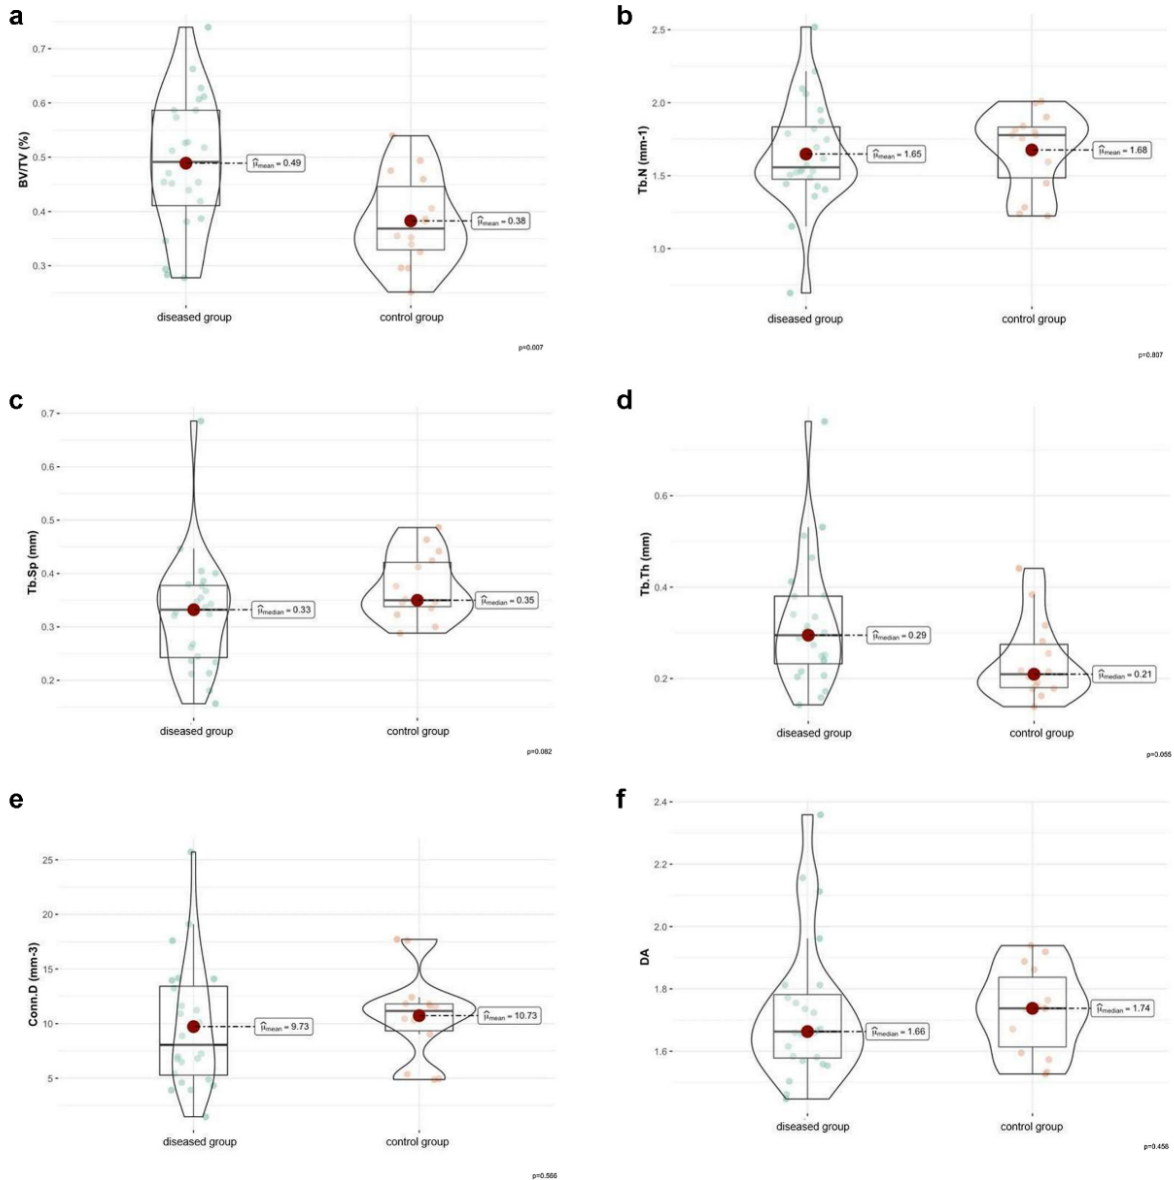 a
BV/TV (%)
0.7
0.6
0.5
0.4
0.3
μ̂mean = 0.49
μ̂mean = 0.38
diseased group
control group
p=0.007
b
Tb.N (mm-1)
2.5
2.0
1.5
1.0
μ̂mean = 1.65
μ̂mean = 1.68
diseased group
control group
p=0.807
c
Tb.Sp (mm)
0.7
0.6
0.5
0.4
0.3
0.2
μ̂median = 0.33
μ̂median = 0.35
diseased group
control group
p=0.082
d
Tb.Th (mm)
0.6
0.4
0.2
μ̂median = 0.29
μ̂median = 0.21
diseased group
control group
p=0.055
e
Conn.D (mm-3)
25
20
15
10
5
μ̂mean = 9.73
μ̂mean = 10.73
diseased group
control group
p=0.566
f
DA
2.4
2.2
2.0
1.8
1.6
μ̂median = 1.66
μ̂median = 1.74
diseased group
control group
p=0.456